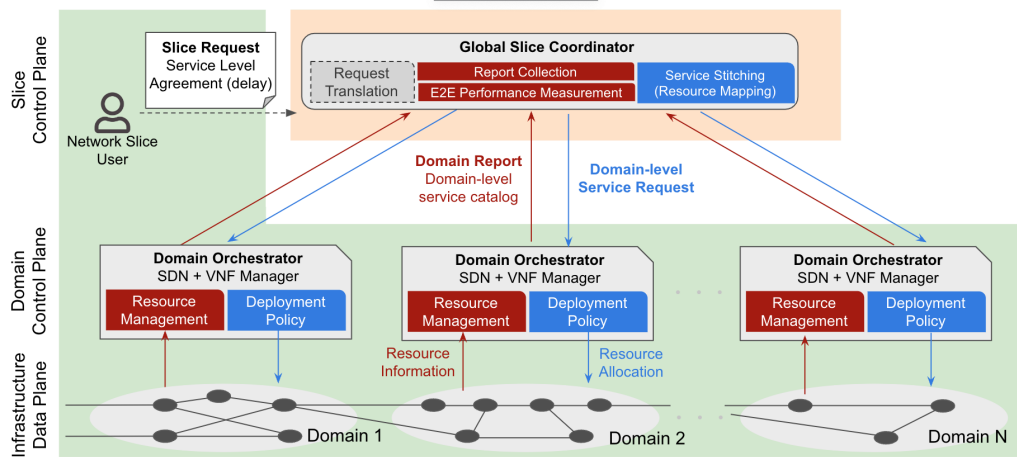 Slice
Control Plane
Slice Request
Service Level
Agreement (delay)
Network Slice
User
Global Slice Coordinator
Request
Translation
Report Collection
E2E Performance Measurement
Service Stitching
(Resource Mapping)
Domain Report
Domain-level
service catalog
Domain-level
Service Request
Domain
Control Plane
Domain Orchestrator
SDN + VNF Manager
Resource
Management
Deployment
Policy
Domain Orchestrator
SDN + VNF Manager
Resource
Management
Deployment
Policy
Domain Orchestrator
SDN + VNF Manager
Resource
Management
Deployment
Policy
Resource
Information
Resource
Allocation
Infrastructure
Data Plane
Domain 1
Domain 2
Domain N